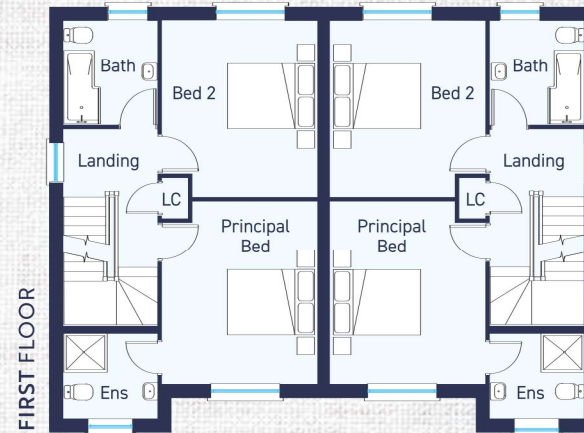 Bath
Bed 2
Bed 2
Bath
Landing
Landing
LC
LC
Principal
Bed
Principal
Bed
Ens
Ens
FIRST FLOOR